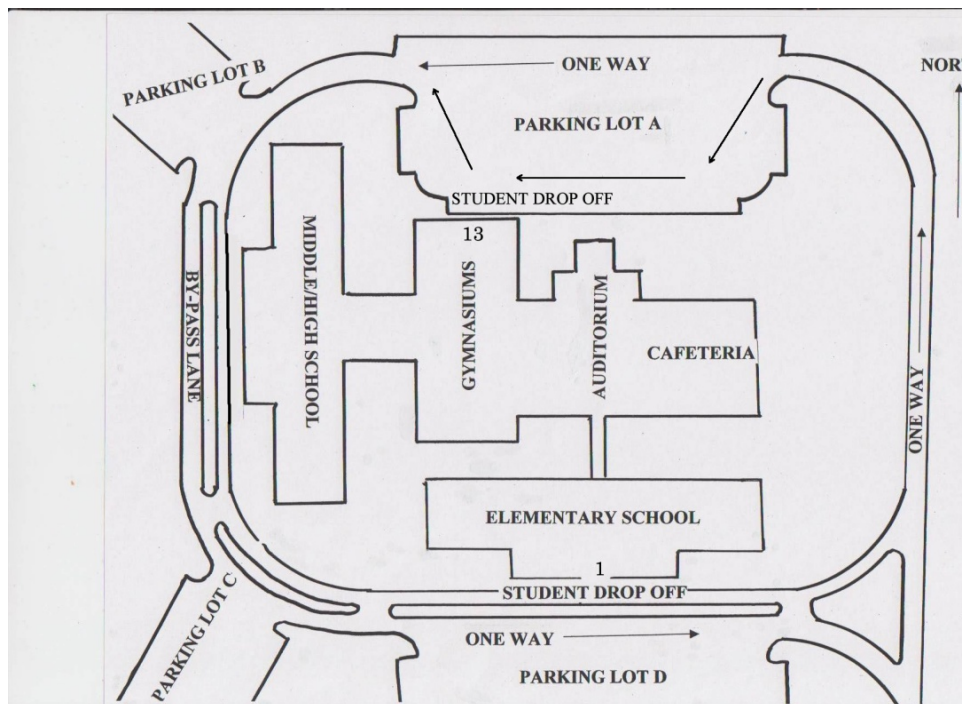 ONE WAY
NORT
PARKING LOT B
PARKING LOT A
STUDENT DROP OFF
13
MIDDLE/HIGH SCHOOL
GYMNASIUMS
AUDITORIUM
CAFETERIA
BY-PASS LANE
ONE WAY
ELEMENTARY SCHOOL
1
STUDENT DROP OFF
PARKING LOT C
ONE WAY
PARKING LOT D